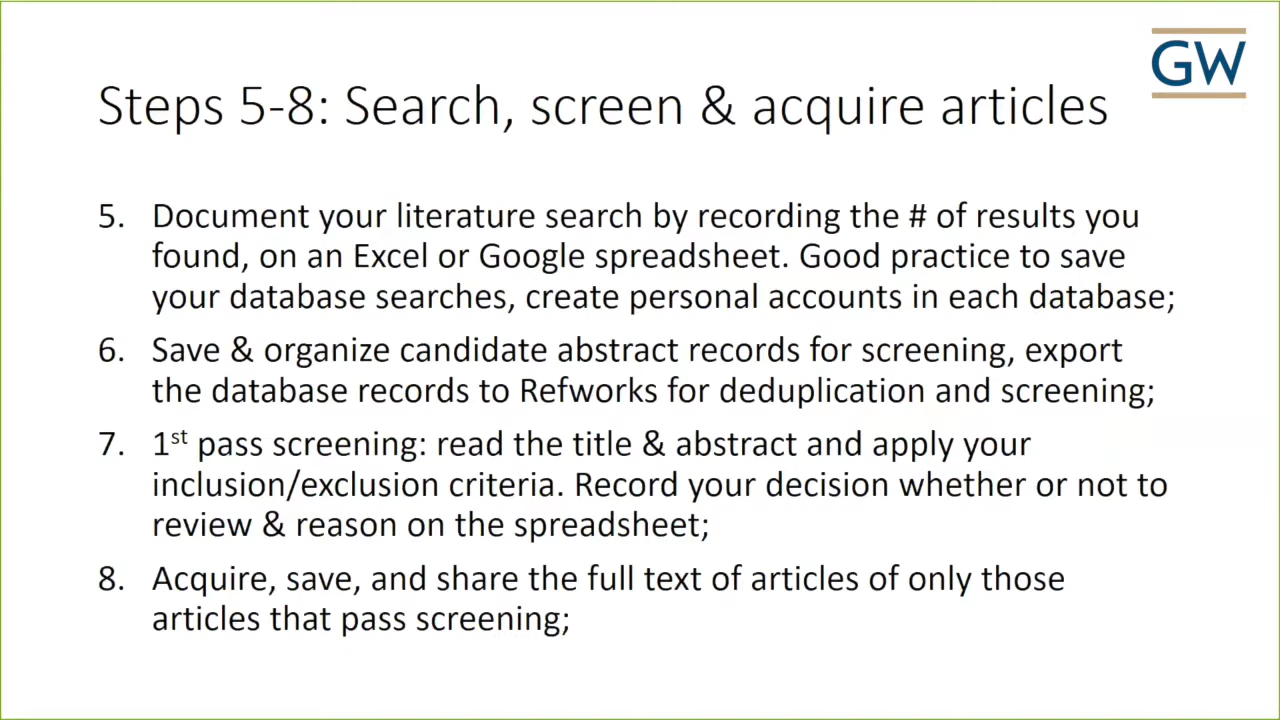 GW
Steps 5-8: Search, screen & acquire articles
5. Document your literature search by recording the # of results you
found, on an Excel or Google spreadsheet. Good practice to save
your database searches, create personal accounts in each database;
6. Save & organize candidate abstract records for screening, export
the database records to Refworks for deduplication and screening;
7. 1st pass screening: read the title & abstract and apply your
inclusion/exclusion criteria. Record your decision whether or not to
review & reason on the spreadsheet;
8. Acquire, save, and share the full text of articles of only those
articles that pass screening;